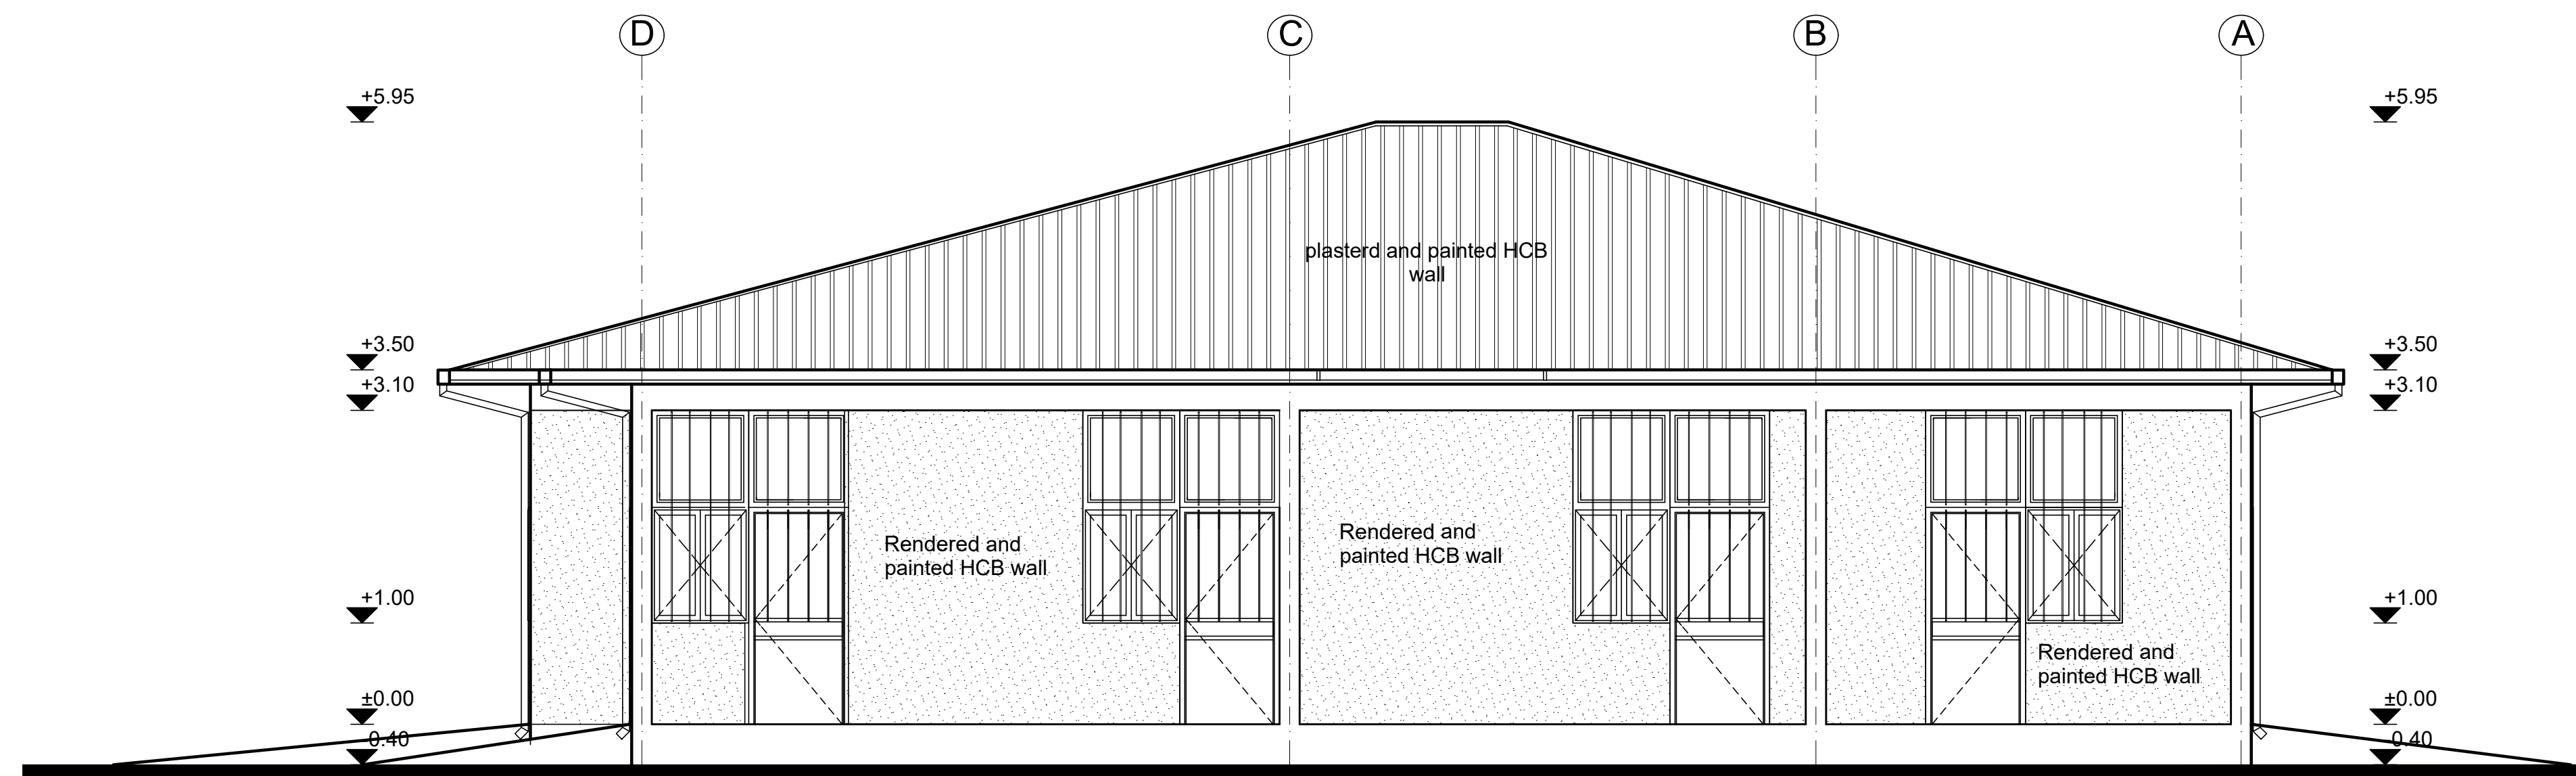 D
C
B
A
+5.95
+5.95
plasterd and painted HCB
wall
+3.50
+3.50
+3.10
+3.10
Rendered and
painted HCB wall
Rendered and
painted HCB wall
+1.00
+1.00
Rendered and
painted HCB wall
±0.00
±0.00
0.40
0.40